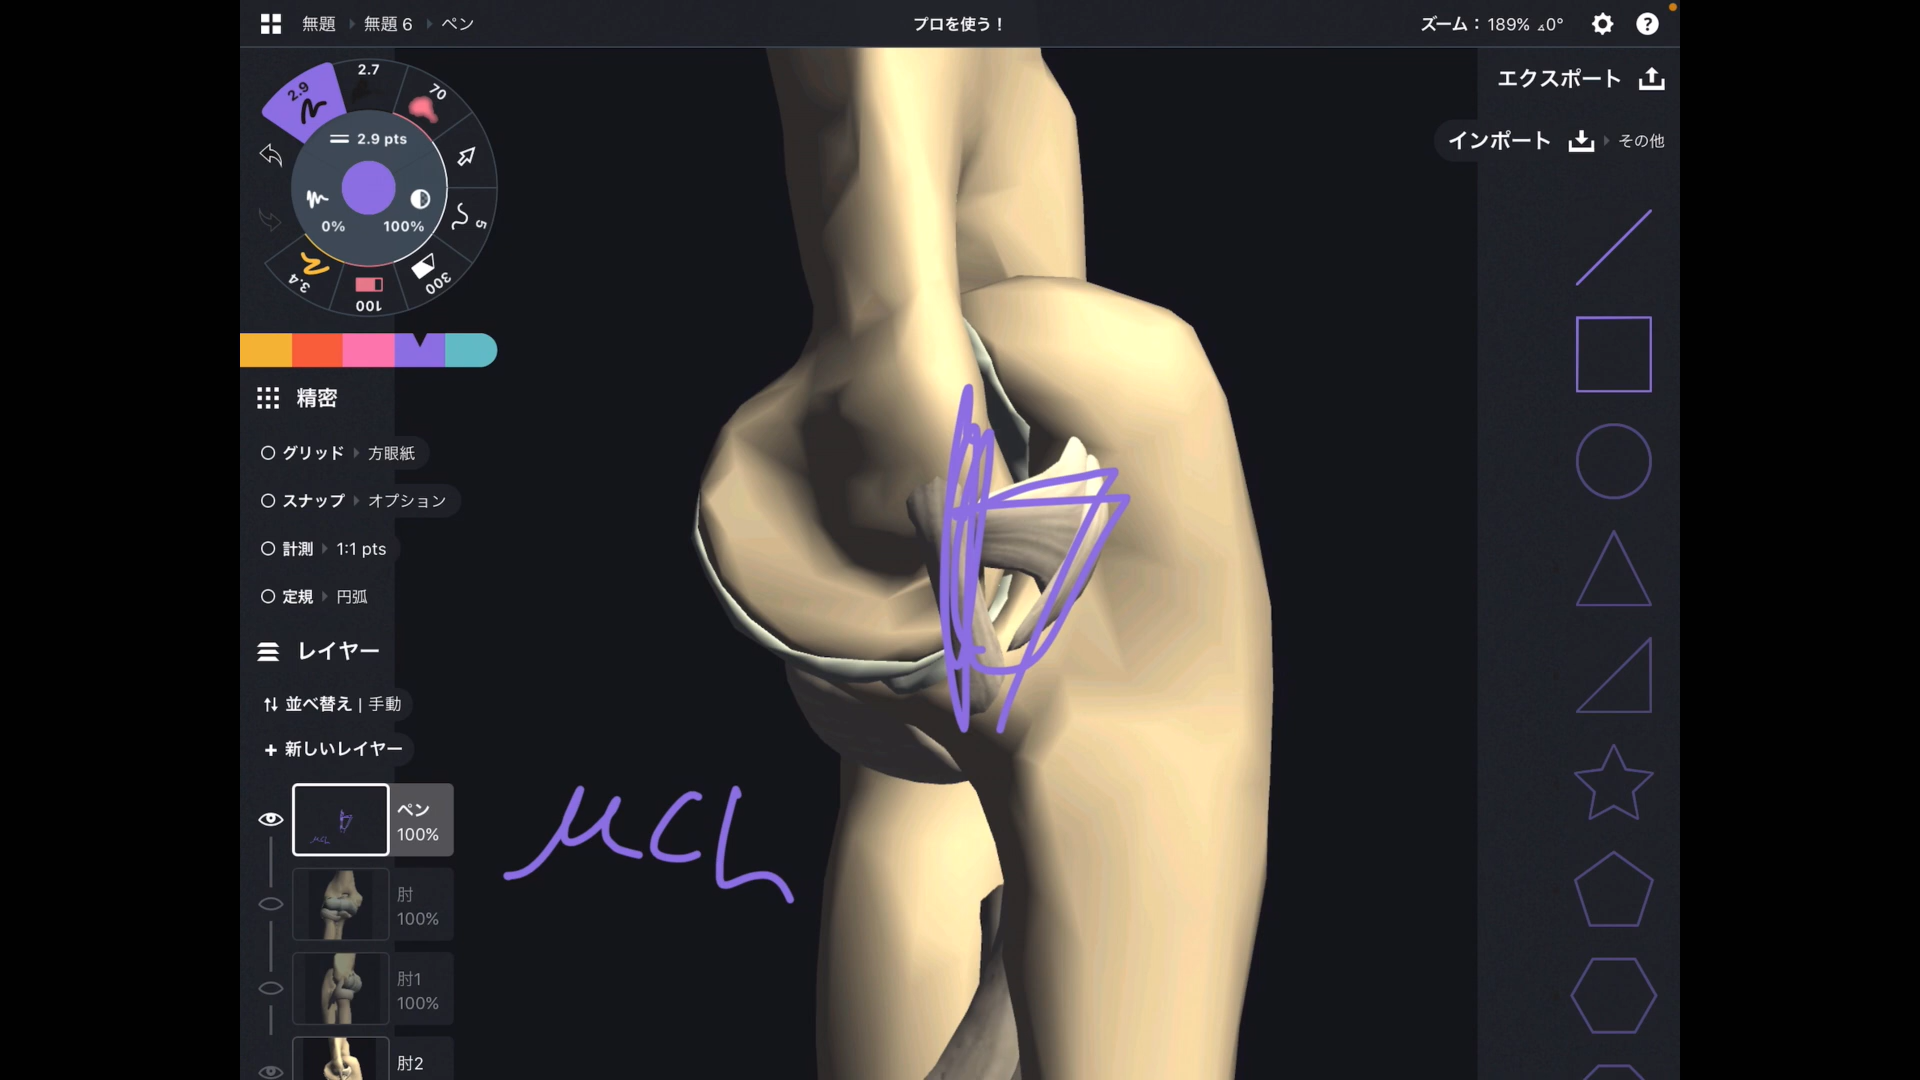 無題 無題 6 ペン
プロを使う！
ズーム：189% ⊿0°
エクスポート
インポート その他
2.9
2.7
70
5
300
100
3.4
2.9 pts
0%
100%
精密
グリッド 方眼紙
スナップ オプション
計測 1:1 pts
定規 円弧
レイヤー
並べ替え | 手動
+ 新しいレイヤー
ペン
100%
肘
100%
肘1
100%
肘2
MCL